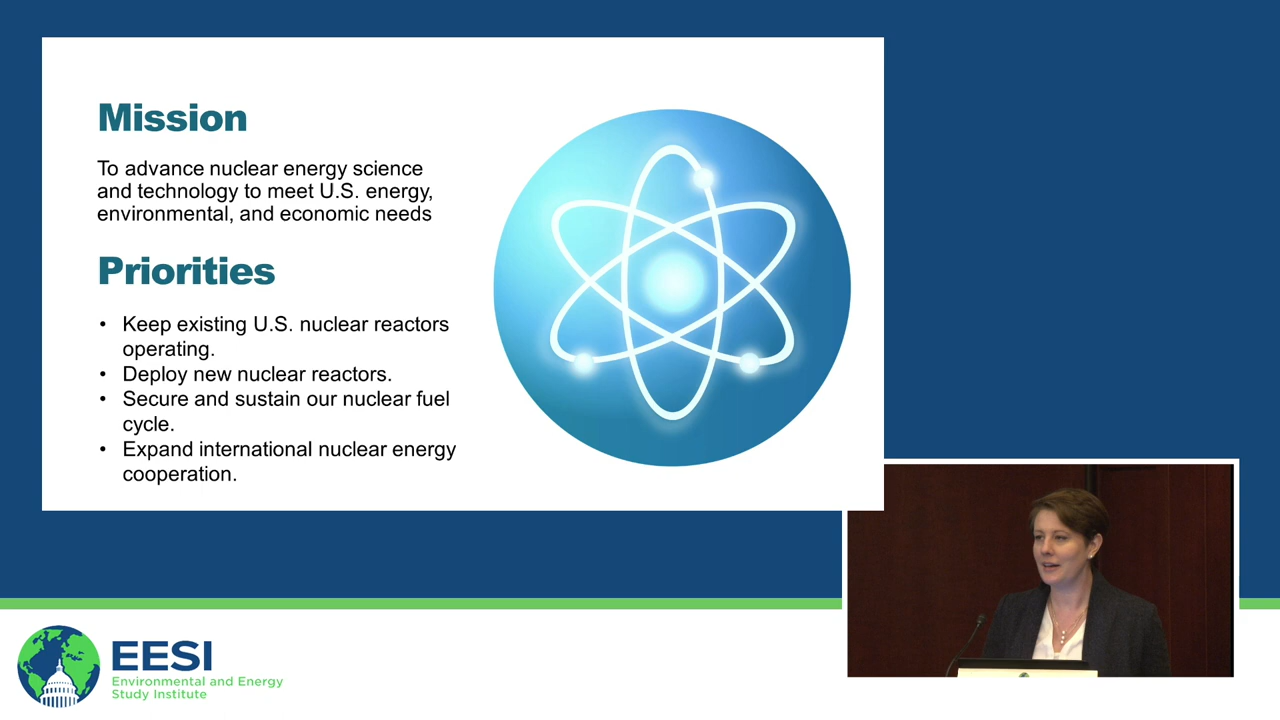 Mission
To advance nuclear energy science
and technology to meet U.S. energy,
environmental, and economic needs
Priorities
• Keep existing U.S. nuclear reactors
operating.
• Deploy new nuclear reactors.
• Secure and sustain our nuclear fuel
cycle.
• Expand international nuclear energy
cooperation.
EESI
Environmental and Energy
Study Institute